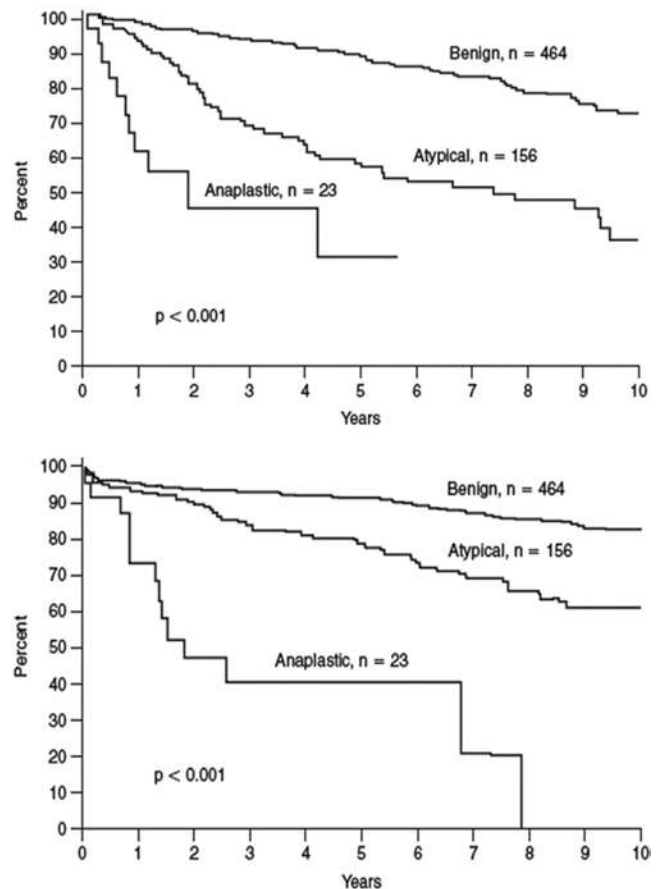 100
90
80
70
60
50
40
30
20
10
0
Percent
Benign, n = 464
Atypical, n = 156
Anaplastic, n = 23
p < 0.001
0 1 2 3 4 5 6 7 8 9 10
Years
100
90
80
70
60
50
40
30
20
10
0
Percent
Benign, n = 464
Atypical, n = 156
Anaplastic, n = 23
p < 0.001
0 1 2 3 4 5 6 7 8 9 10
Years